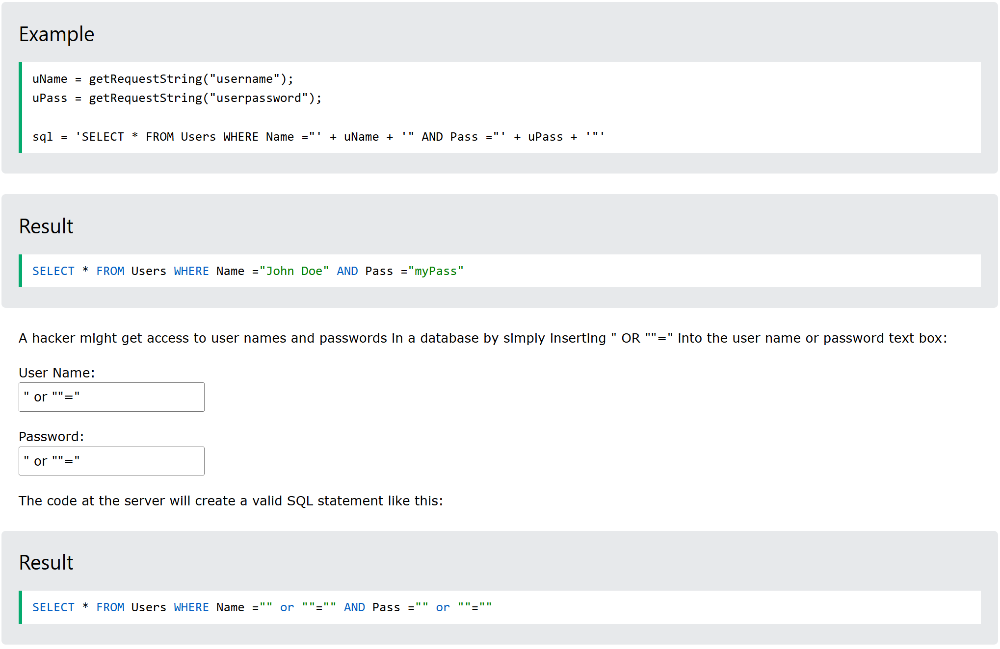 Example
uName = getRequestString("username");
uPass = getRequestString("userpassword");
sql = 'SELECT * FROM Users WHERE Name ="' + uName + '" AND Pass ="' + uPass + '"'
Result
SELECT * FROM Users WHERE Name ="John Doe" AND Pass ="myPass"
A hacker might get access to user names and passwords in a database by simply inserting " OR ""=" into the user name or password text box:
User Name:
" or ""="
Password:
" or ""="
The code at the server will create a valid SQL statement like this:
Result
SELECT * FROM Users WHERE Name ="" or ""="" AND Pass ="" or ""=""